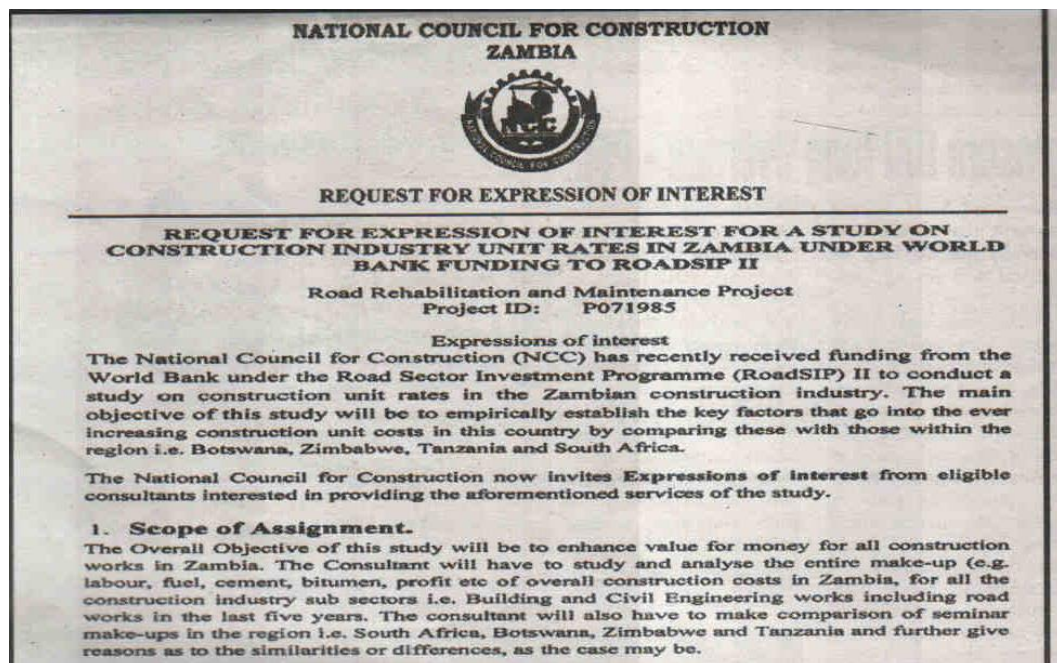 NATIONAL COUNCIL FOR CONSTRUCTION
ZAMBIA
NCC
NATIONAL COUNCIL FOR CONSTRUCTION
REQUEST FOR EXPRESSION OF INTEREST
REQUEST FOR EXPRESSION OF INTEREST FOR A STUDY ON
CONSTRUCTION INDUSTRY UNIT RATES IN ZAMBIA UNDER WORLD
BANK FUNDING TO ROADSIP II
Road Rehabilitation and Maintenance Project
Project ID: P071985
Expressions of interest
The National Council for Construction (NCC) has recently received funding from the
World Bank under the Road Sector Investment Programme (RoadSIP) II to conduct a
study on construction unit rates in the Zambian construction industry. The main
objective of this study will be to empirically establish the key factors that go into the ever
increasing construction unit costs in this country by comparing these with those within the
region i.e. Botswana, Zimbabwe, Tanzania and South Africa.
The National Council for Construction now invites Expressions of interest from eligible
consultants interested in providing the aforementioned services of the study.
1. Scope of Assignment.
The Overall Objective of this study will be to enhance value for money for all construction
works in Zambia. The Consultant will have to study and analyse the entire make-up (e.g.
labour, fuel, cement, bitumen, profit etc of overall construction costs in Zambia, for all the
construction industry sub sectors i.e. Building and Civil Engineering works including road
works in the last five years. The consultant will also have to make comparison of seminar
make-ups in the region i.e. South Africa, Botswana, Zimbabwe and Tanzania and further give
reasons as to the similarities or differences, as the case may be.